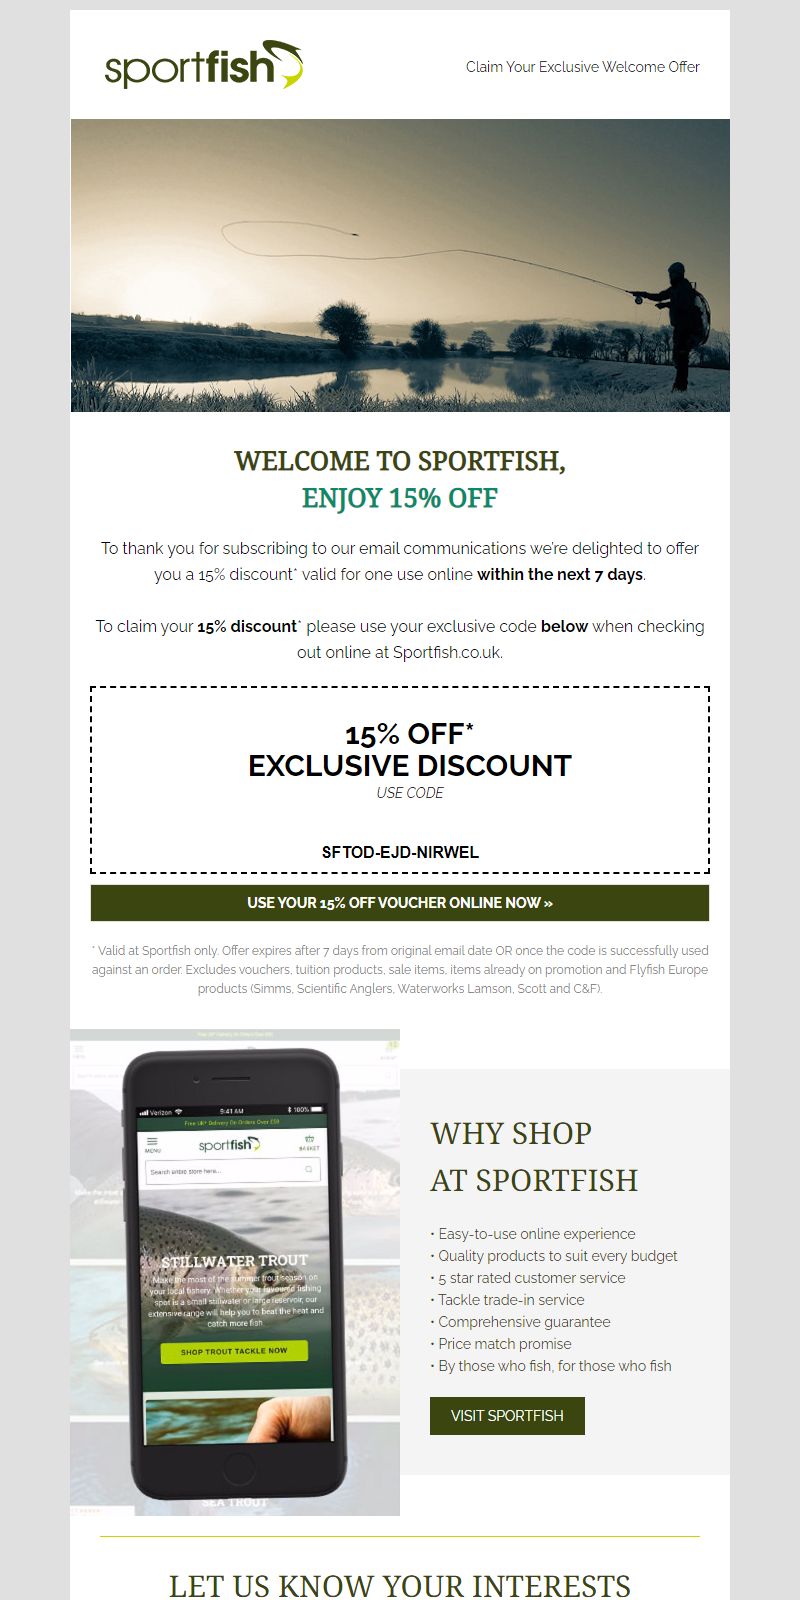 sportfish
Claim Your Exclusive Welcome Offer
WELCOME TO SPORTFISH,
ENJOY 15% OFF
To thank you for subscribing to our email communications we're delighted to offer
you a 15% discount* valid for one use online within the next 7 days.
To claim your 15% discount* please use your exclusive code below when checking
out online at Sportfish.co.uk.
15% OFF*
EXCLUSIVE DISCOUNT
USE CODE
SFTOD-EJD-NIRWEL
USE YOUR 15% OFF VOUCHER ONLINE NOW »
* Valid at Sportfish only. Offer expires after 7 days from original email date OR once the code is successfully used
against an order. Excludes vouchers, tuition products, sale items, items already on promotion and Flyfish Europe
products (Simms, Scientific Anglers, Waterworks Lamson, Scott and C&F).
Verizon 9:41 AM 100%
Free UK* Delivery On Orders Over £50
MENU
sportfish
BASKET
Search entire store here...
STILLWATER TROUT
Make the most of the summer trout season on
your local fishery. Whether your favoured fishing
spot is a small stillwater or large reservoir, our
extensive range will help you to beat the heat and
catch more fish
SHOP TROUT TACKLE NOW
SEA TROUT
WHY SHOP
AT SPORTFISH
• Easy-to-use online experience
• Quality products to suit every budget
• 5 star rated customer service
• Tackle trade-in service
• Comprehensive guarantee
• Price match promise
• By those who fish, for those who fish
VISIT SPORTFISH
LET US KNOW YOUR INTERESTS